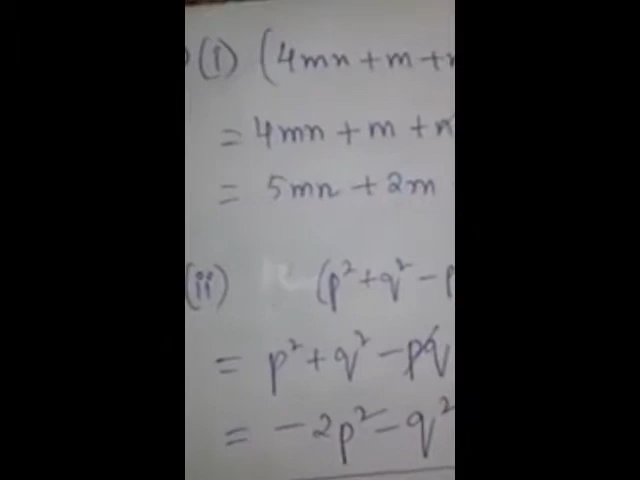 (i) (4mn + m + n
= 4mn + m + n
= 5mn + 2m
(ii) (p² + q² - p
= p² + q² - pq
= -2p² - q²